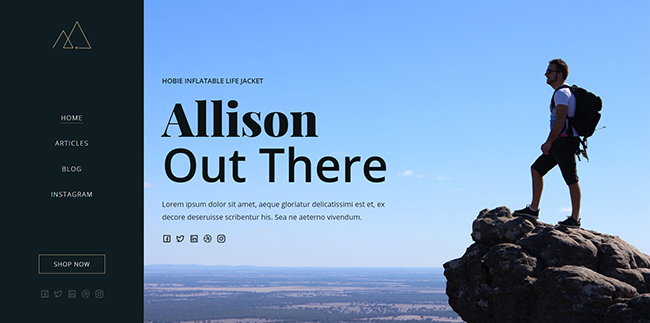 HOME
ARTICLES
BLOG
INSTAGRAM
SHOP NOW
HOBIE INFLATABLE LIFE JACKET
Allison
Out There
Lorem ipsum dolor sit amet, aeque gloriatur delicatissimi est et, ex
decore deseruisse scribentur his. Sea ne aeterno vivendum.